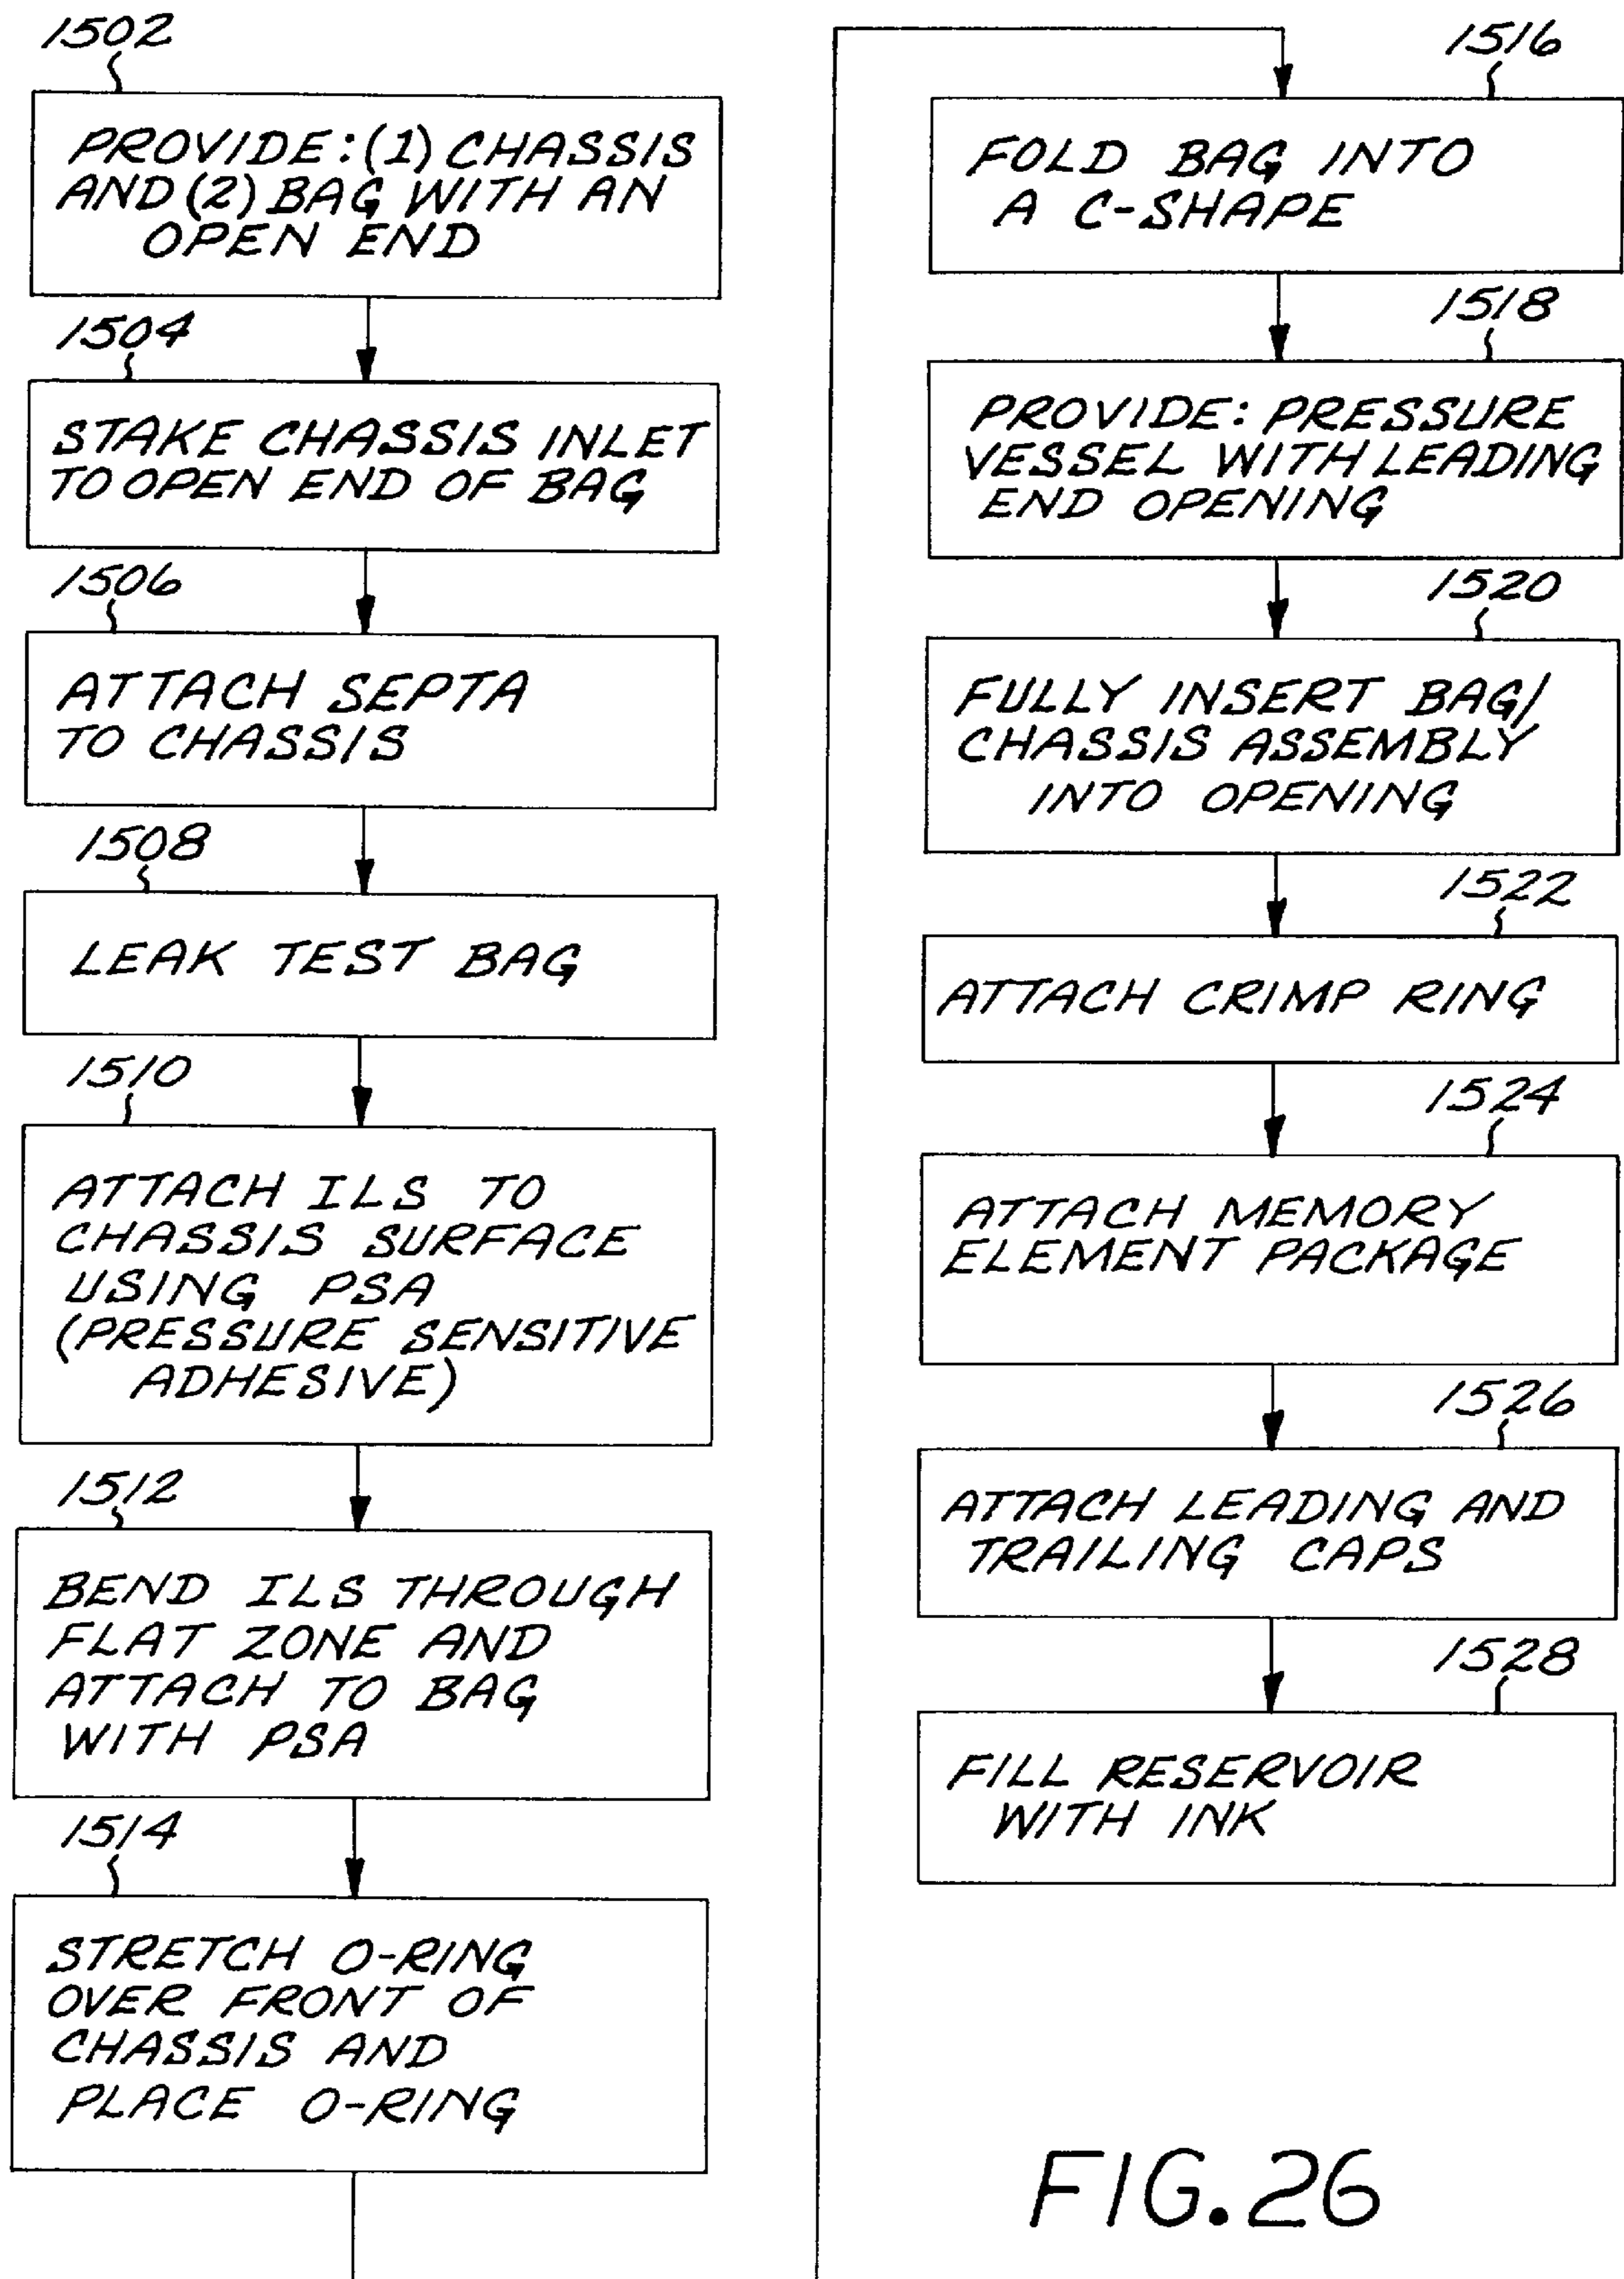 1502
PROVIDE:(1) CHASSIS
AND (2) BAG WITH AN
OPEN END
1504
STAKE CHASSIS INLET
TO OPEN END OF BAG
1506
ATTACH SEPTA
TO CHASSIS
1508
LEAK TEST BAG
1510
ATTACH ILS TO
CHASSIS SURFACE
USING PSA
(PRESSURE SENSITIVE
ADHESIVE)
1512
BEND ILS THROUGH
FLAT ZONE AND
ATTACH TO BAG
WITH PSA
1514
STRETCH O-RING
OVER FRONT OF
CHASSIS AND
PLACE O-RING
1516
FOLD BAG INTO
A C-SHAPE
1518
PROVIDE: PRESSURE
VESSEL WITH LEADING
END OPENING
1520
FULLY INSERT BAG/
CHASSIS ASSEMBLY
INTO OPENING
1522
ATTACH CRIMP RING
1524
ATTACH MEMORY
ELEMENT PACKAGE
1526
ATTACH LEADING AND
TRAILING CAPS
1528
FILL RESERVOIR
WITH INK
FIG.26